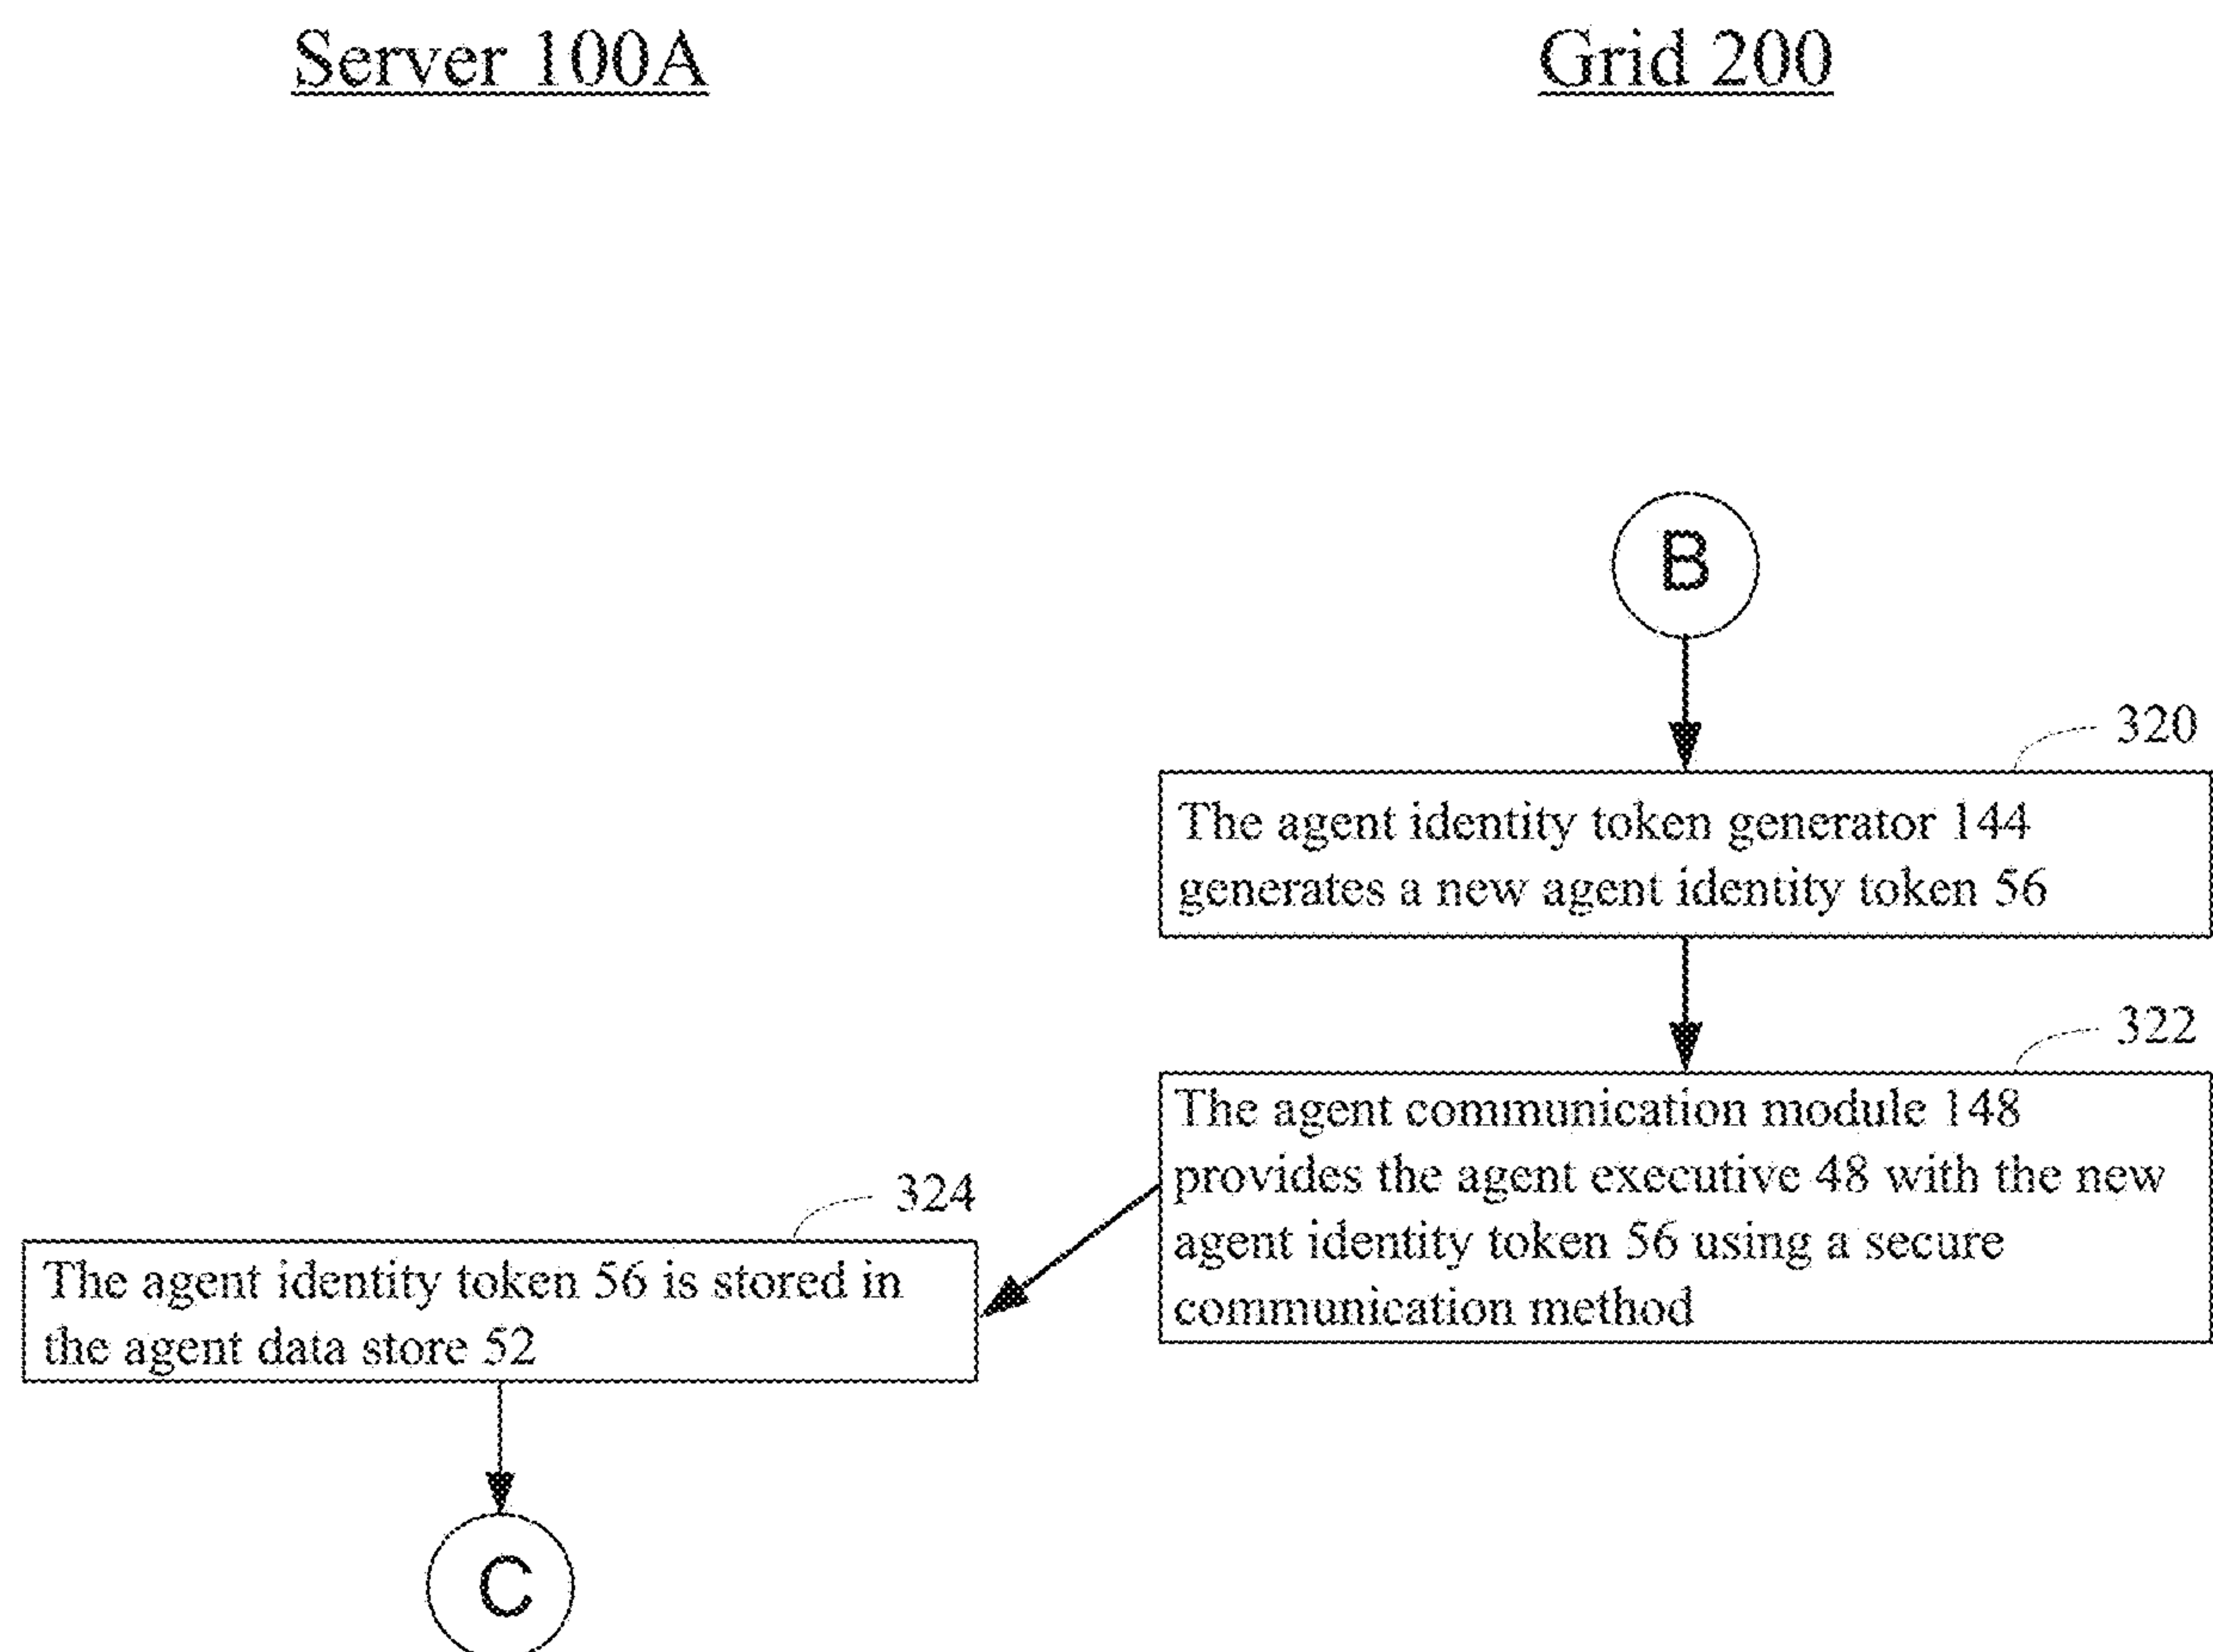 Server 100A
Grid 200
B
320
The agent identity token generator 144
generates a new agent identity token 56
322
The agent communication module 148
provides the agent executive 48 with the new
agent identity token 56 using a secure
communication method
324
The agent identity token 56 is stored in
the agent data store 52
C